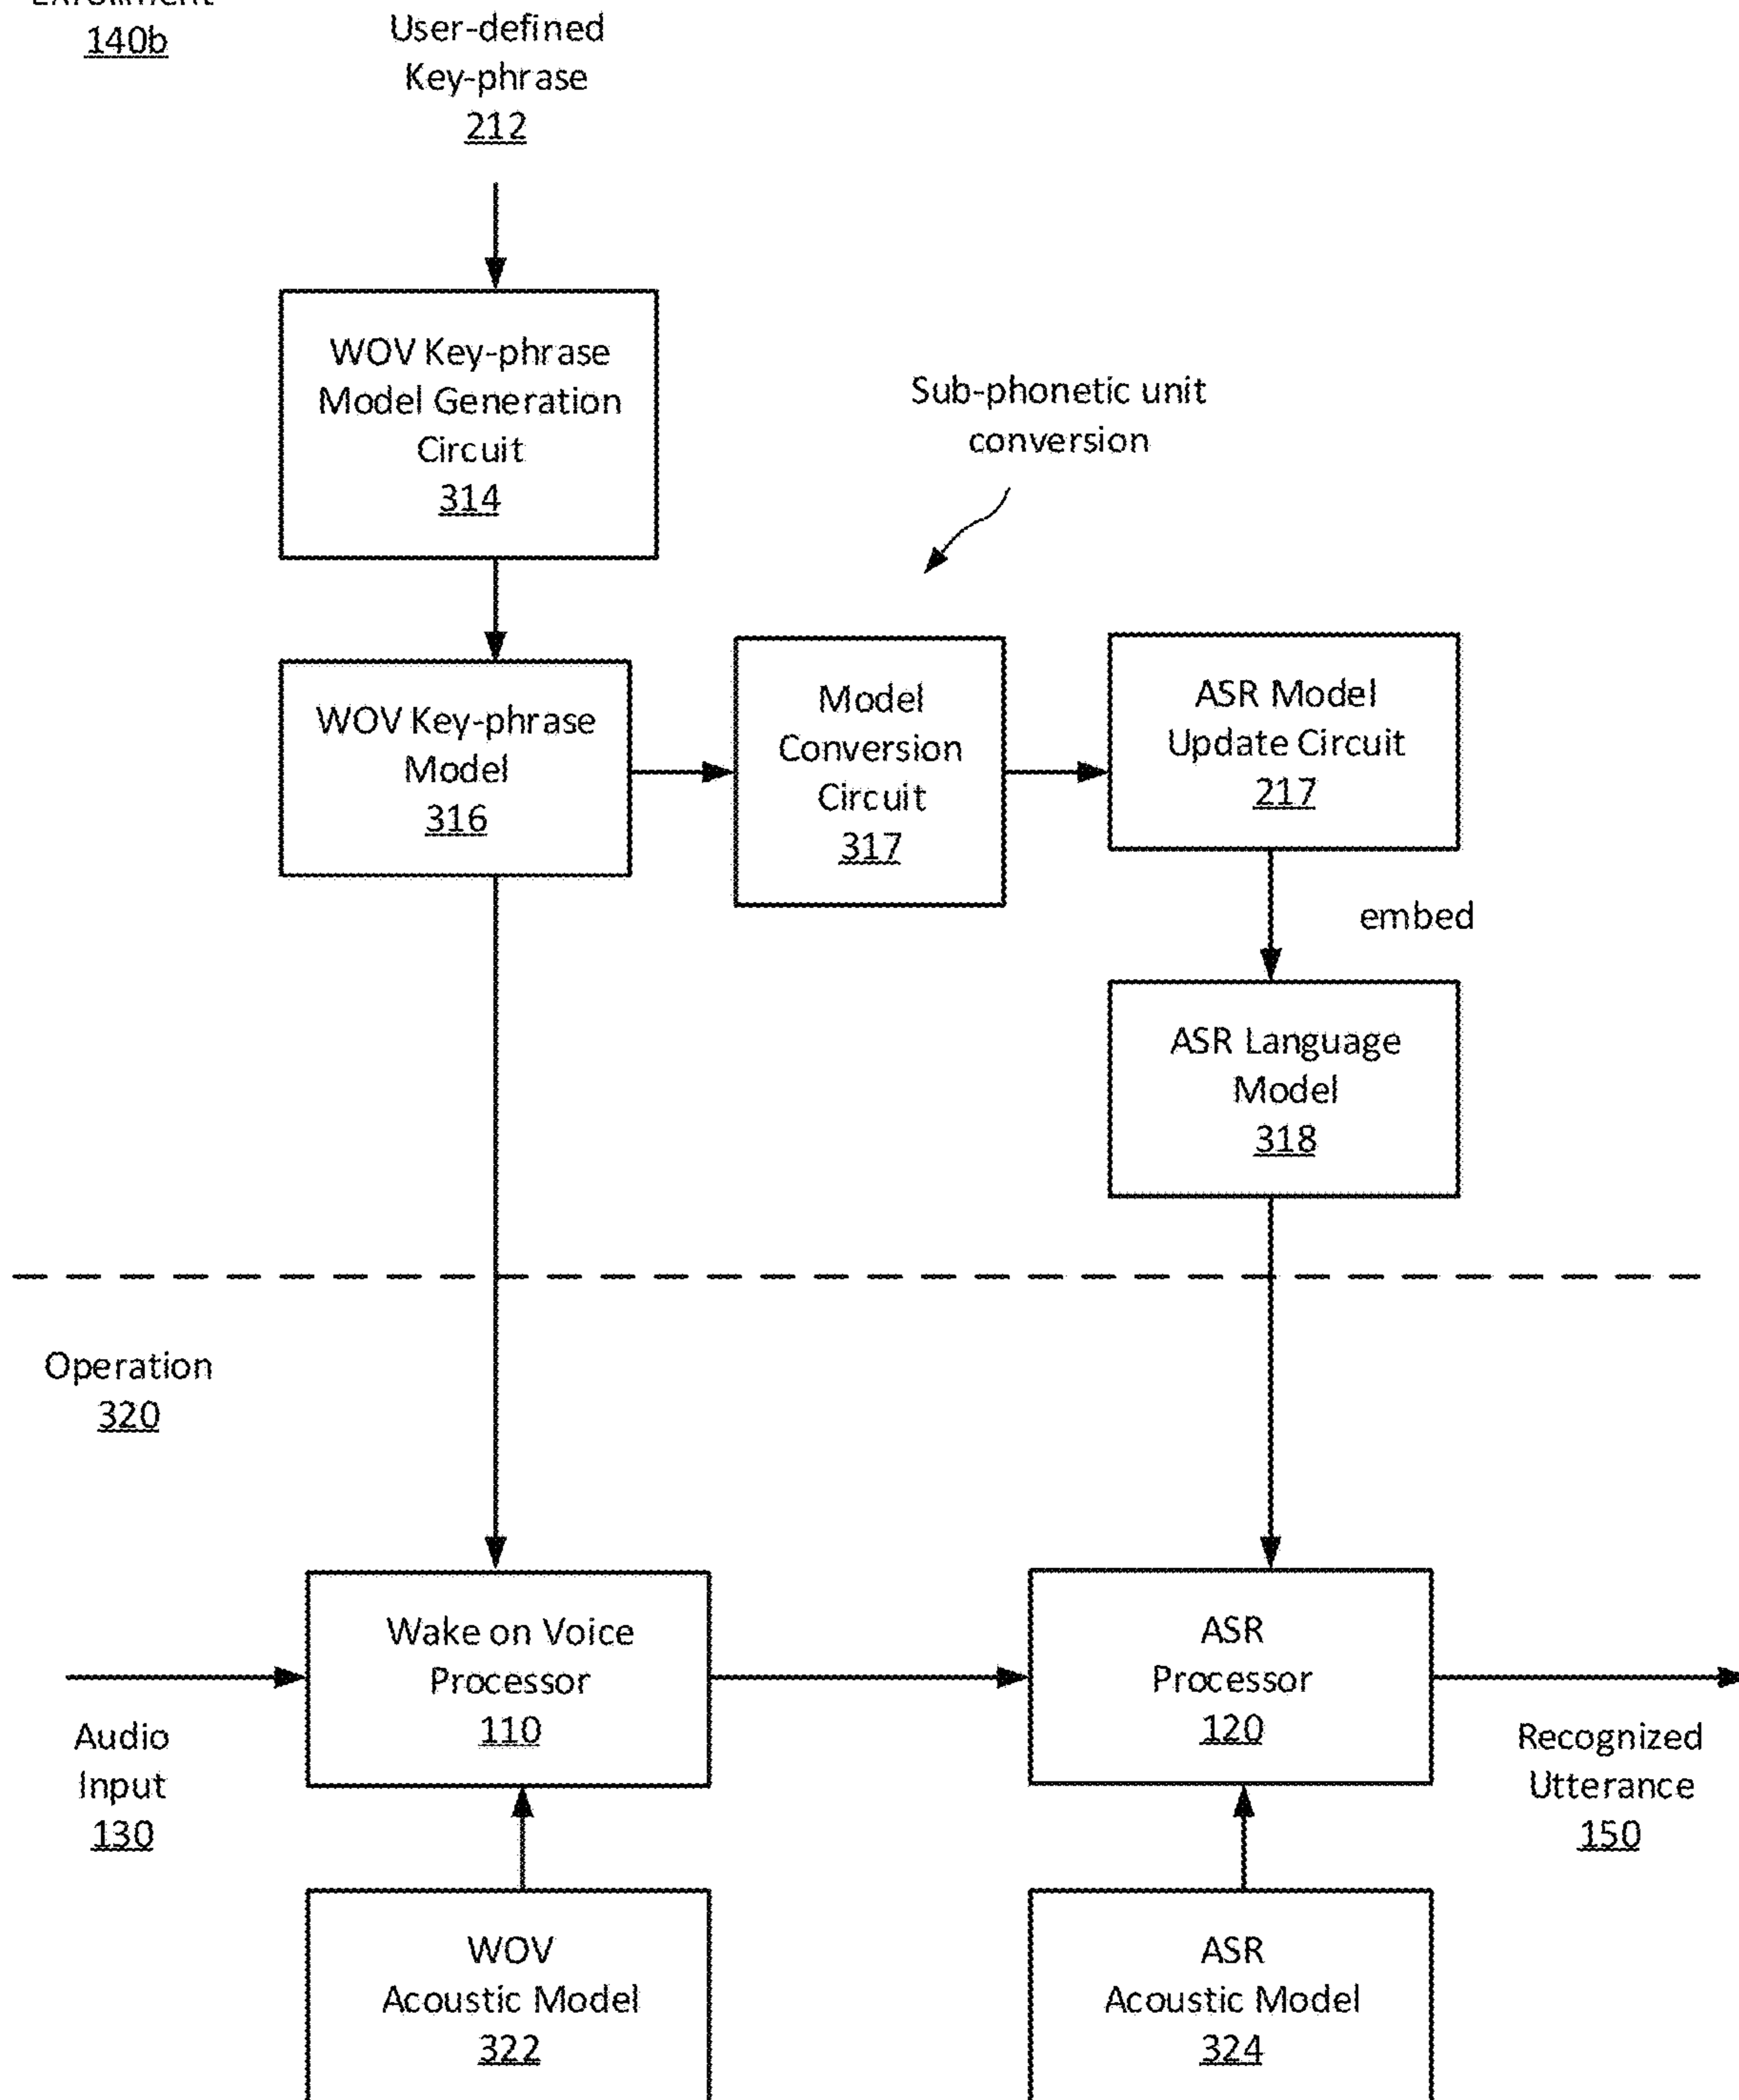 140b
User-defined
Key-phrase
212
WOV Key-phrase
Model Generation
Circuit
314
Sub-phonetic unit
conversion
WOV Key-phrase
Model
316
Model
Conversion
Circuit
317
ASR Model
Update Circuit
217
embed
ASR Language
Model
318
Operation
320
Wake on Voice
Processor
110
ASR
Processor
120
Audio
Input
130
Recognized
Utterance
150
WOV
Acoustic Model
322
ASR
Acoustic Model
324